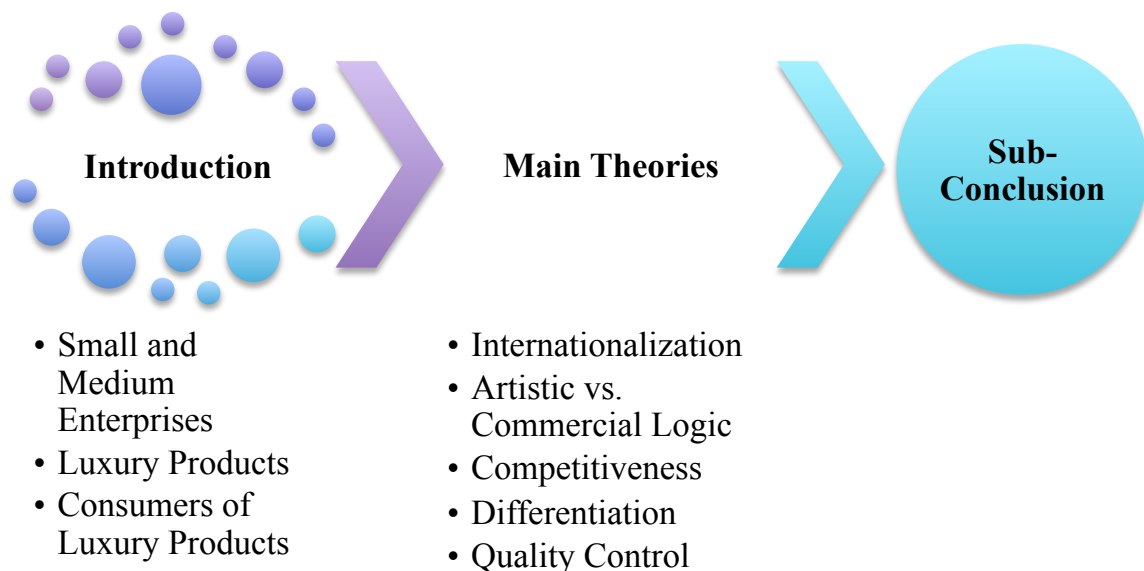 Introduction
Main Theories
Sub-
Conclusion
• Small and
Medium
Enterprises
• Luxury Products
• Consumers of
Luxury Products
• Internationalization
• Artistic vs.
Commercial Logic
• Competitiveness
• Differentiation
• Quality Control